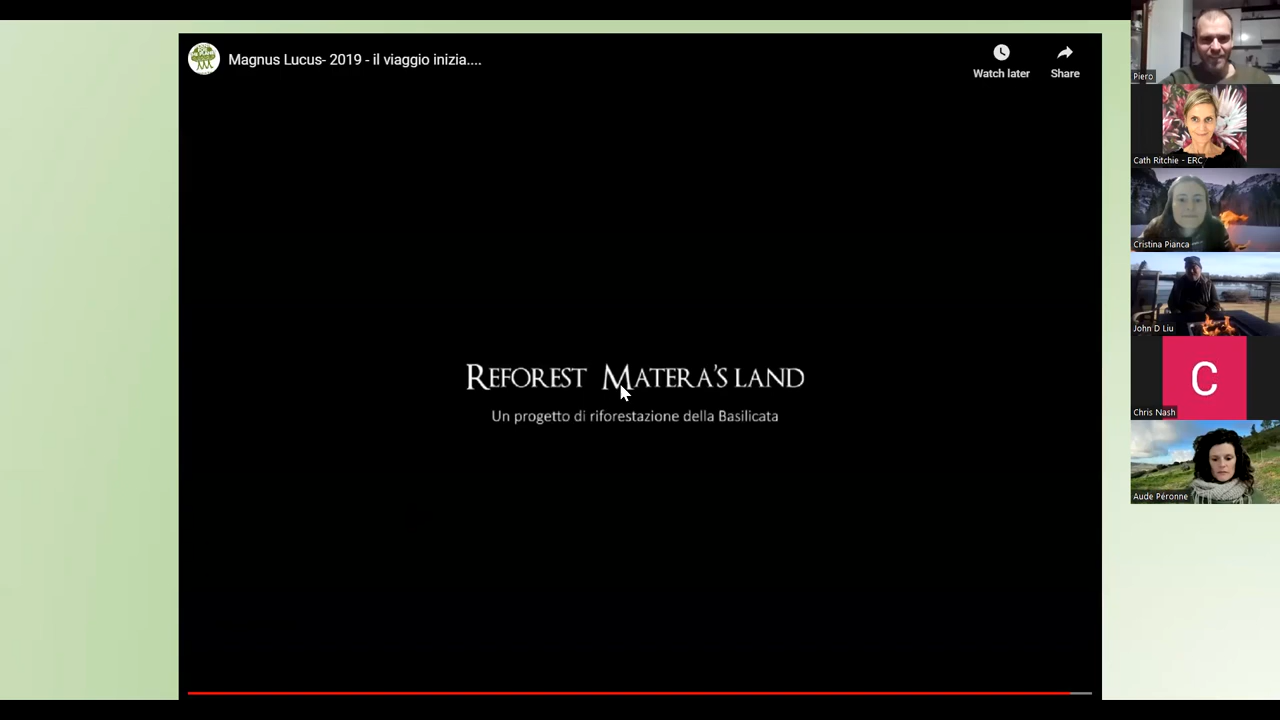 Magnus Lucus- 2019 - il viaggio inizia....
Watch later
Share
REFOREST MATERA'S LAND
Un progetto di riforestazione della Basilicata
Piero
Cath Ritchie - ERC
Cristina Pianca
John D Liu
C
Chris Nash
Aude Péronne